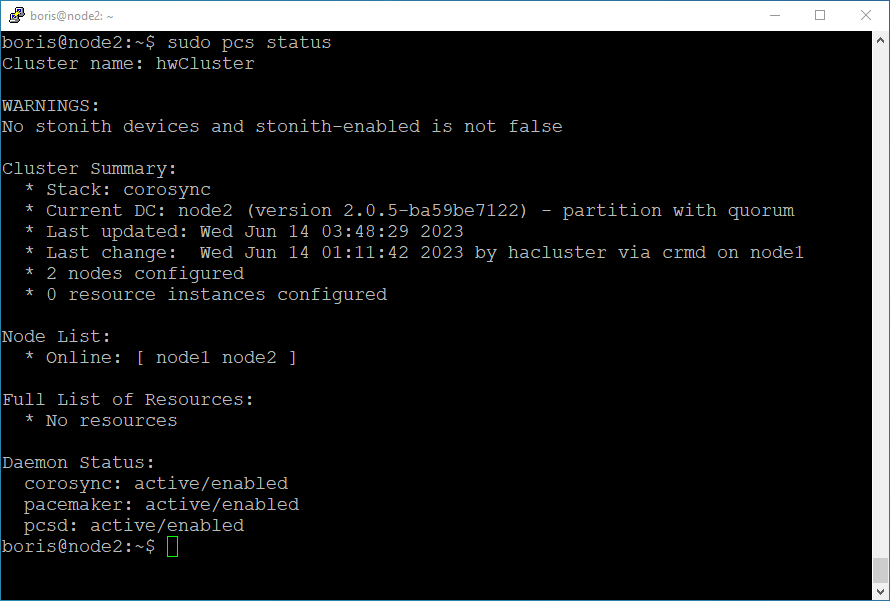 boris@node2: ~
boris@node2:~$ sudo pcs status
Cluster name: hwCluster

WARNINGS:
No stonith devices and stonith-enabled is not false

Cluster Summary:
  * Stack: corosync
  * Current DC: node2 (version 2.0.5-ba59be7122) - partition with quorum
  * Last updated: Wed Jun 14 03:48:29 2023
  * Last change:  Wed Jun 14 01:11:42 2023 by hacluster via crmd on node1
  * 2 nodes configured
  * 0 resource instances configured

Node List:
  * Online: [ node1 node2 ]

Full List of Resources:
  * No resources

Daemon Status:
  corosync: active/enabled
  pacemaker: active/enabled
  pcsd: active/enabled
boris@node2:~$